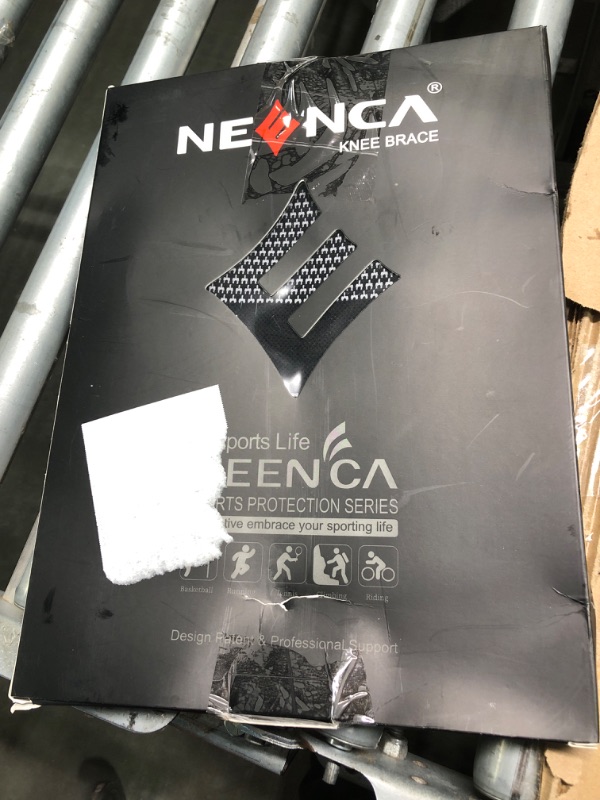 NEENCA®
KNEE BRACE
ports Life
EENCA
RTS PROTECTION SERIES
tive embrace your sporting life
Basketball Riding
Design Patent & Professional Support